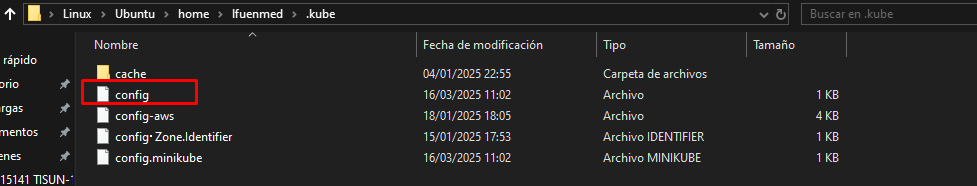 Linux > Ubuntu > home > lfuenmed > .kube
Buscar en .kube
Nombre Fecha de modificación Tipo Tamaño
rápido
orio
rgas
mentos
enes
15141 TISUN-1
cache 04/01/2025 22:55 Carpeta de archivos
config 16/03/2025 11:02 Archivo 1 KB
config-aws 18/01/2025 18:05 Archivo 4 KB
config·Zone.Identifier 15/01/2025 17:53 Archivo IDENTIFIER 1 KB
config.minikube 16/03/2025 11:02 Archivo MINIKUBE 1 KB